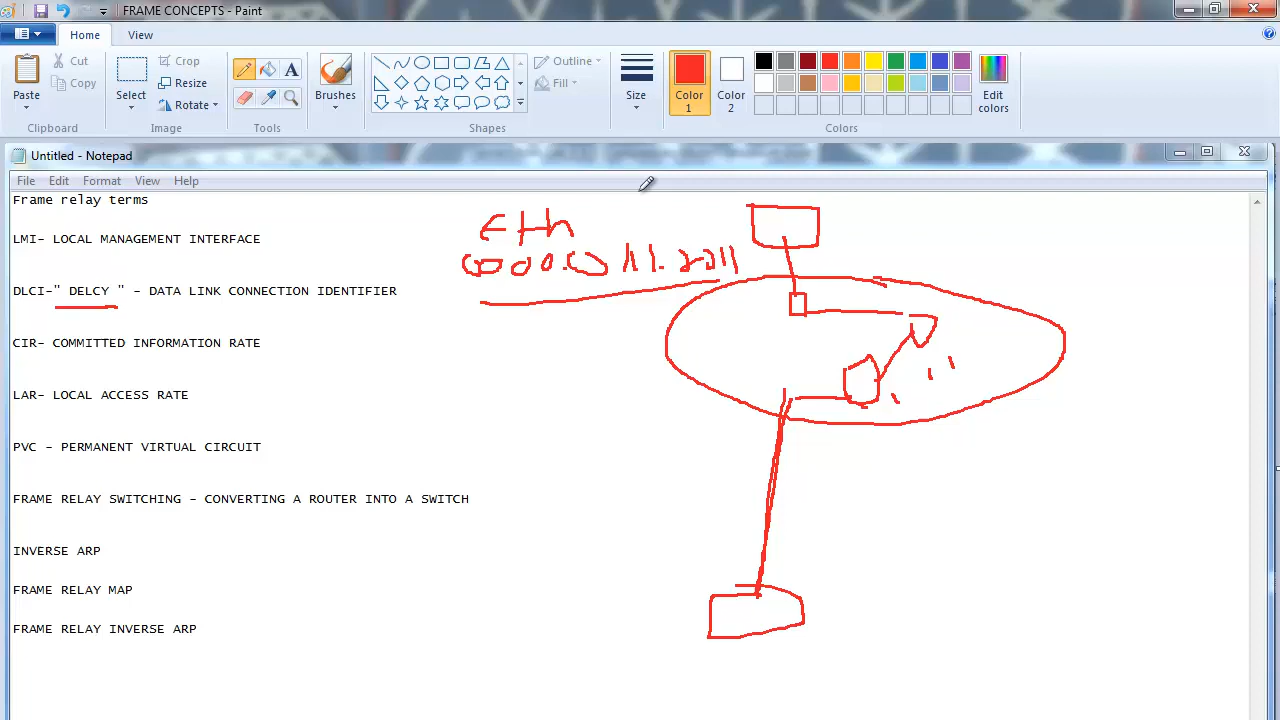 FRAME CONCEPTS - Paint
Home
View
Paste
Cut
Copy
Clipboard
Select
Crop
Resize
Rotate
Image
A
Tools
Brushes
Outline
Fill
Shapes
Size
Color 1
Color 2
Edit colors
Colors
Untitled - Notepad
File Edit Format View Help
Frame relay terms
LMI- LOCAL MANAGEMENT INTERFACE
DLCI-" DELCY " - DATA LINK CONNECTION IDENTIFIER
CIR- COMMITTED INFORMATION RATE
LAR- LOCAL ACCESS RATE
PVC - PERMANENT VIRTUAL CIRCUIT
FRAME RELAY SWITCHING - CONVERTING A ROUTER INTO A SWITCH
INVERSE ARP
FRAME RELAY MAP
FRAME RELAY INVERSE ARP
Eth